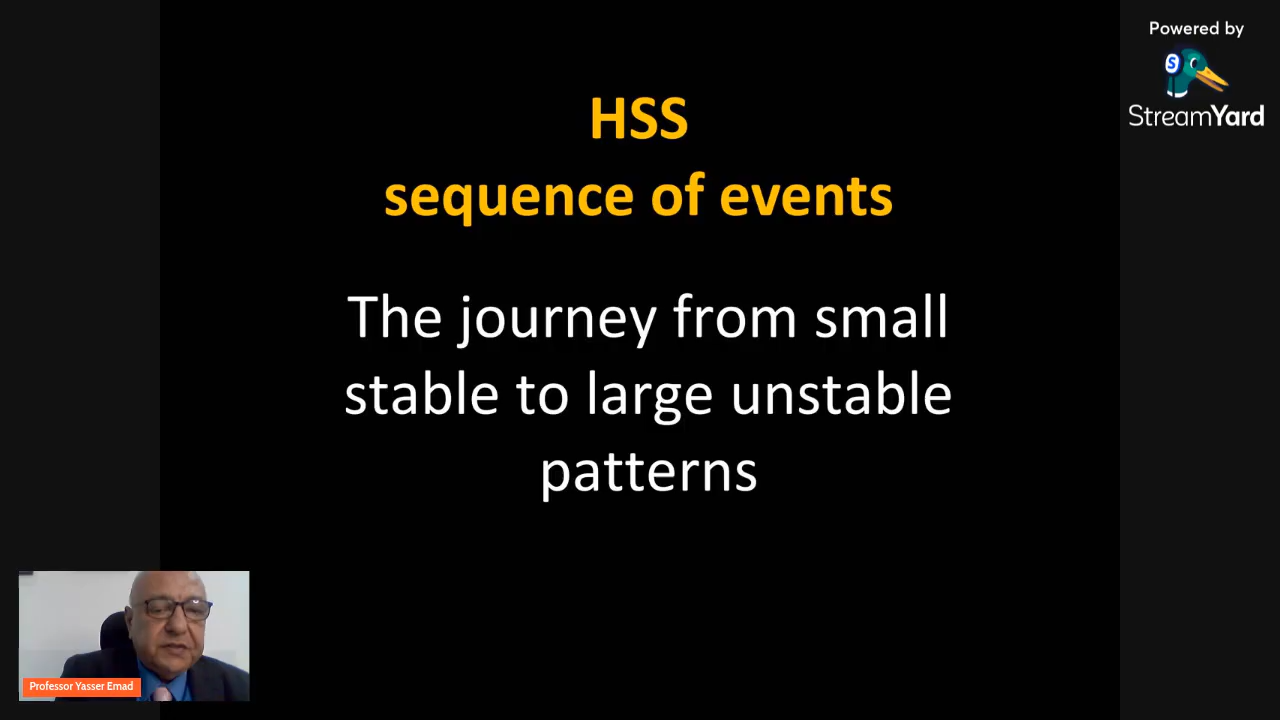 Powered by
StreamYard
HSS
sequence of events
The journey from small
stable to large unstable
patterns
Professor Yasser Emad